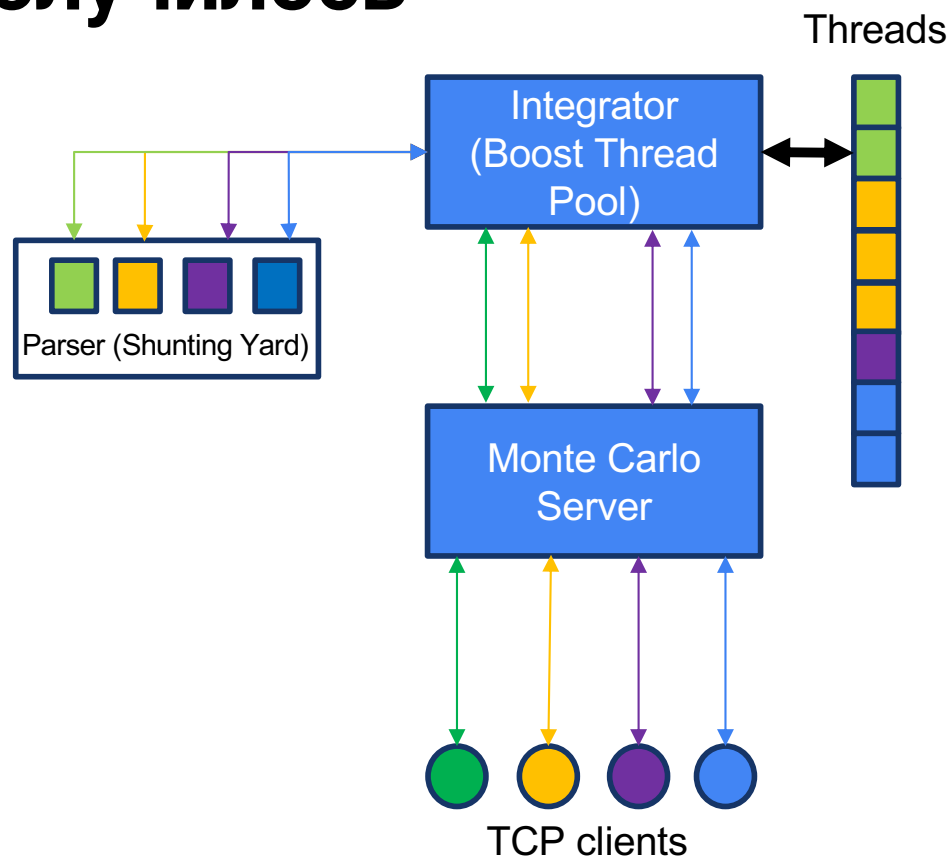 Threads
Integrator
(Boost Thread
Pool)
Parser (Shunting Yard)
Monte Carlo
Server
TCP clients